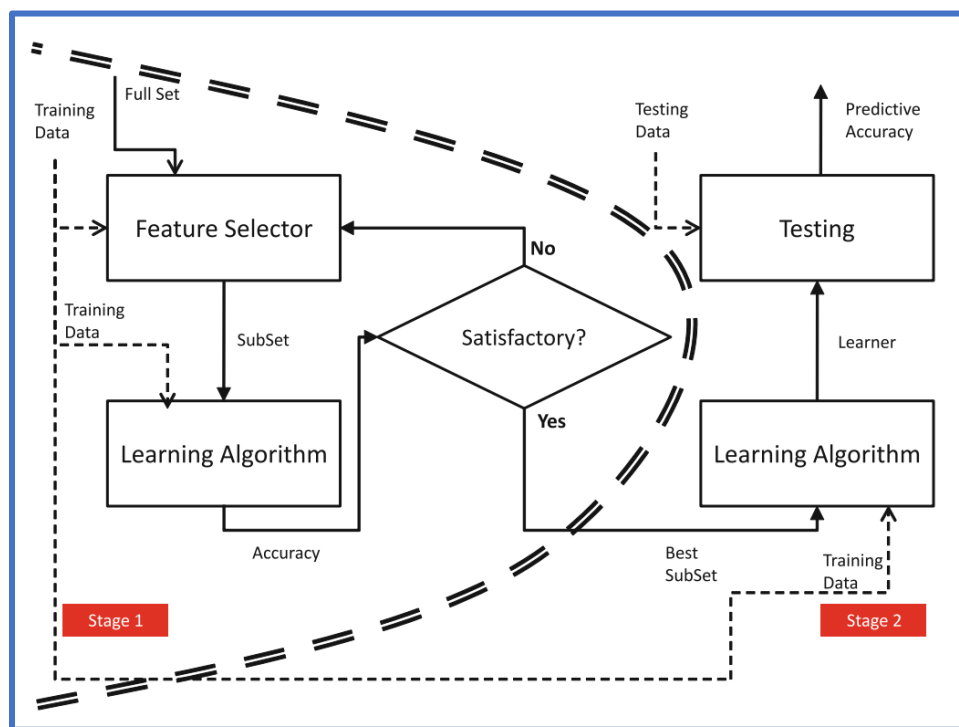 Full Set
Training
Data
Testing
Data
Predictive
Accuracy
Feature Selector
Testing
No
Training
Data
SubSet
Satisfactory?
Learner
Yes
Learning Algorithm
Learning Algorithm
Accuracy
Best
SubSet
Training
Data
Stage 1
Stage 2